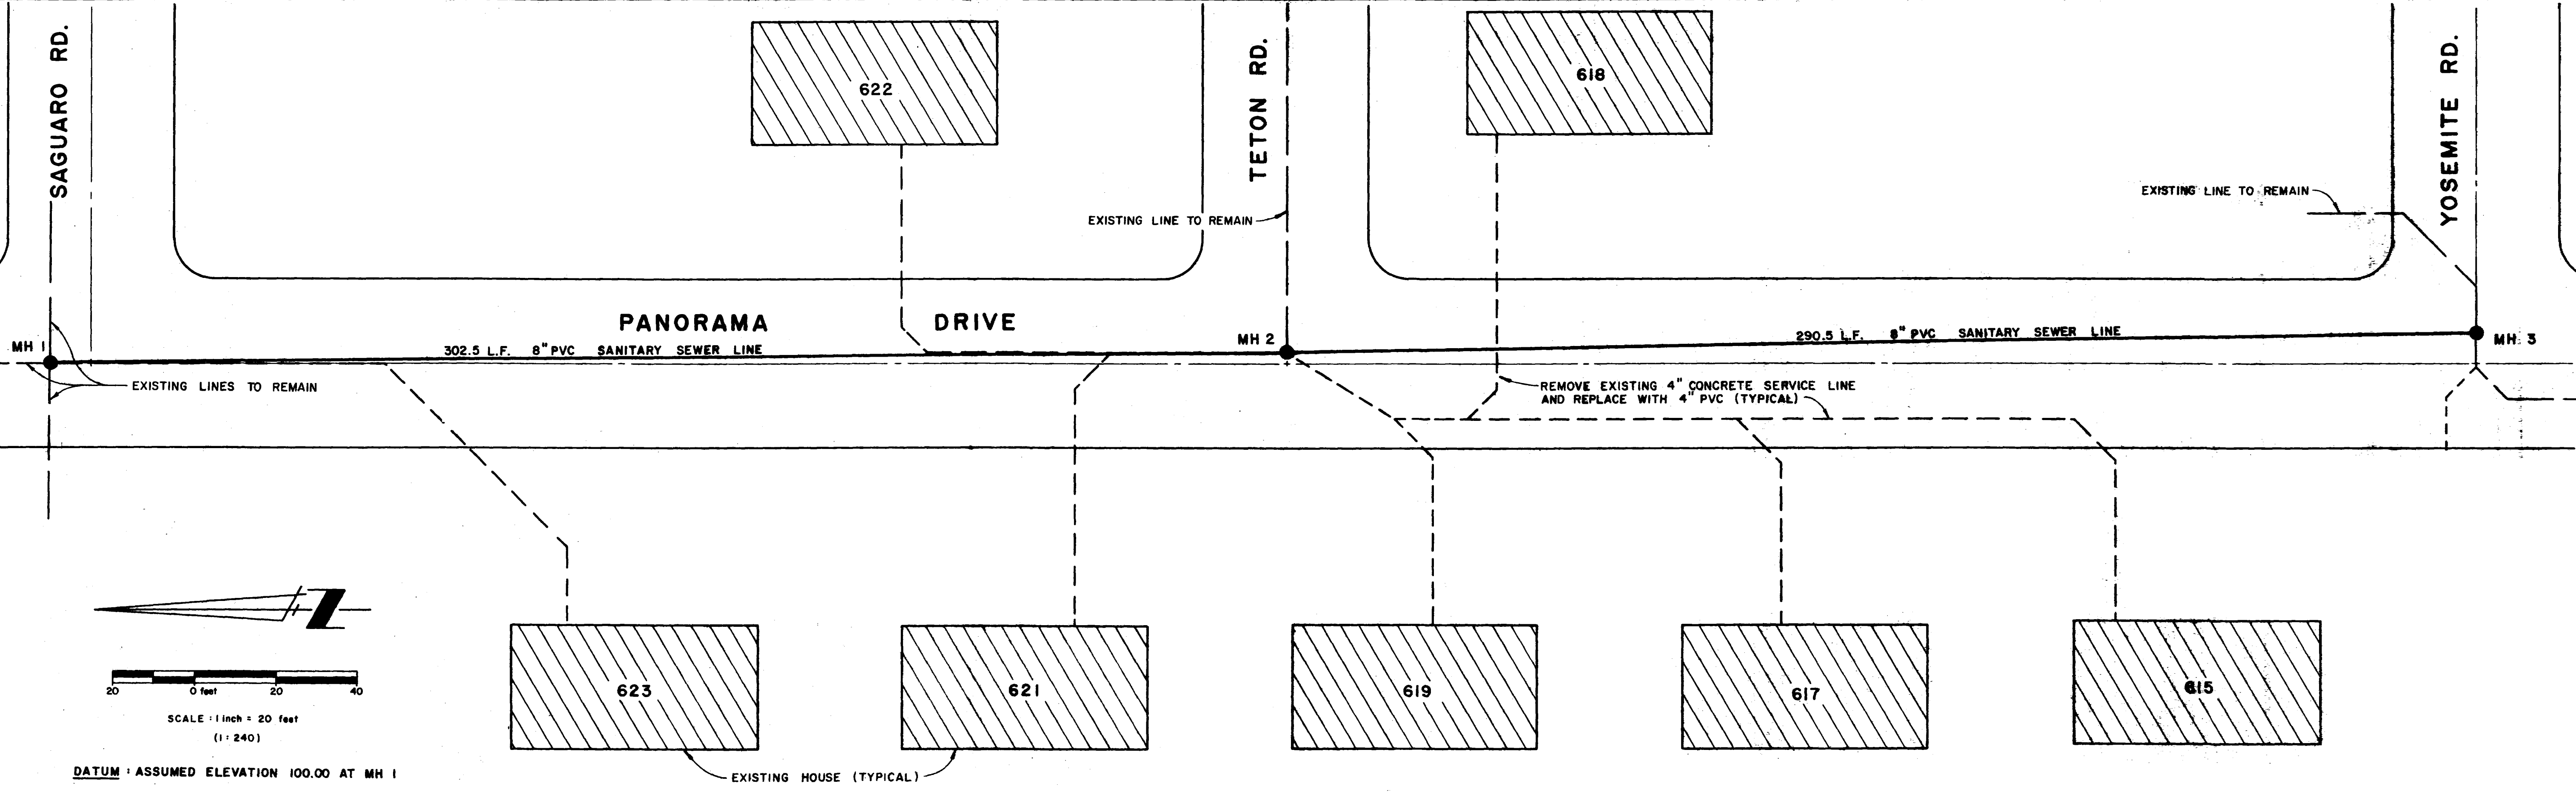 SAGUARO RD.
622
TETON RD.
618
YOSEMITE RD.
EXISTING LINE TO REMAIN
EXISTING LINE TO REMAIN
PANORAMA DRIVE
MH 1
302.5 L.F. 8" PVC SANITARY SEWER LINE
MH 2
290.5 L.F. 8" PVC SANITARY SEWER LINE
MH 3
EXISTING LINES TO REMAIN
REMOVE EXISTING 4" CONCRETE SERVICE LINE
AND REPLACE WITH 4" PVC (TYPICAL)
N
20 0 feet 20 40
SCALE : 1 inch = 20 feet
(1 : 240)
DATUM : ASSUMED ELEVATION 100.00 AT MH 1
623
621
619
617
615
EXISTING HOUSE (TYPICAL)